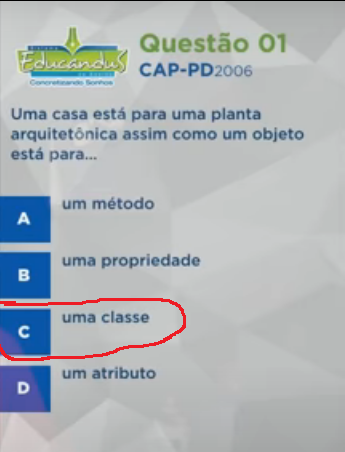 Educandus
Concretizando Sonhos
Questão 01
CAP-PD2006
Uma casa está para uma planta
arquitetônica assim como um objeto
está para...
A um método
B uma propriedade
C uma classe
D um atributo